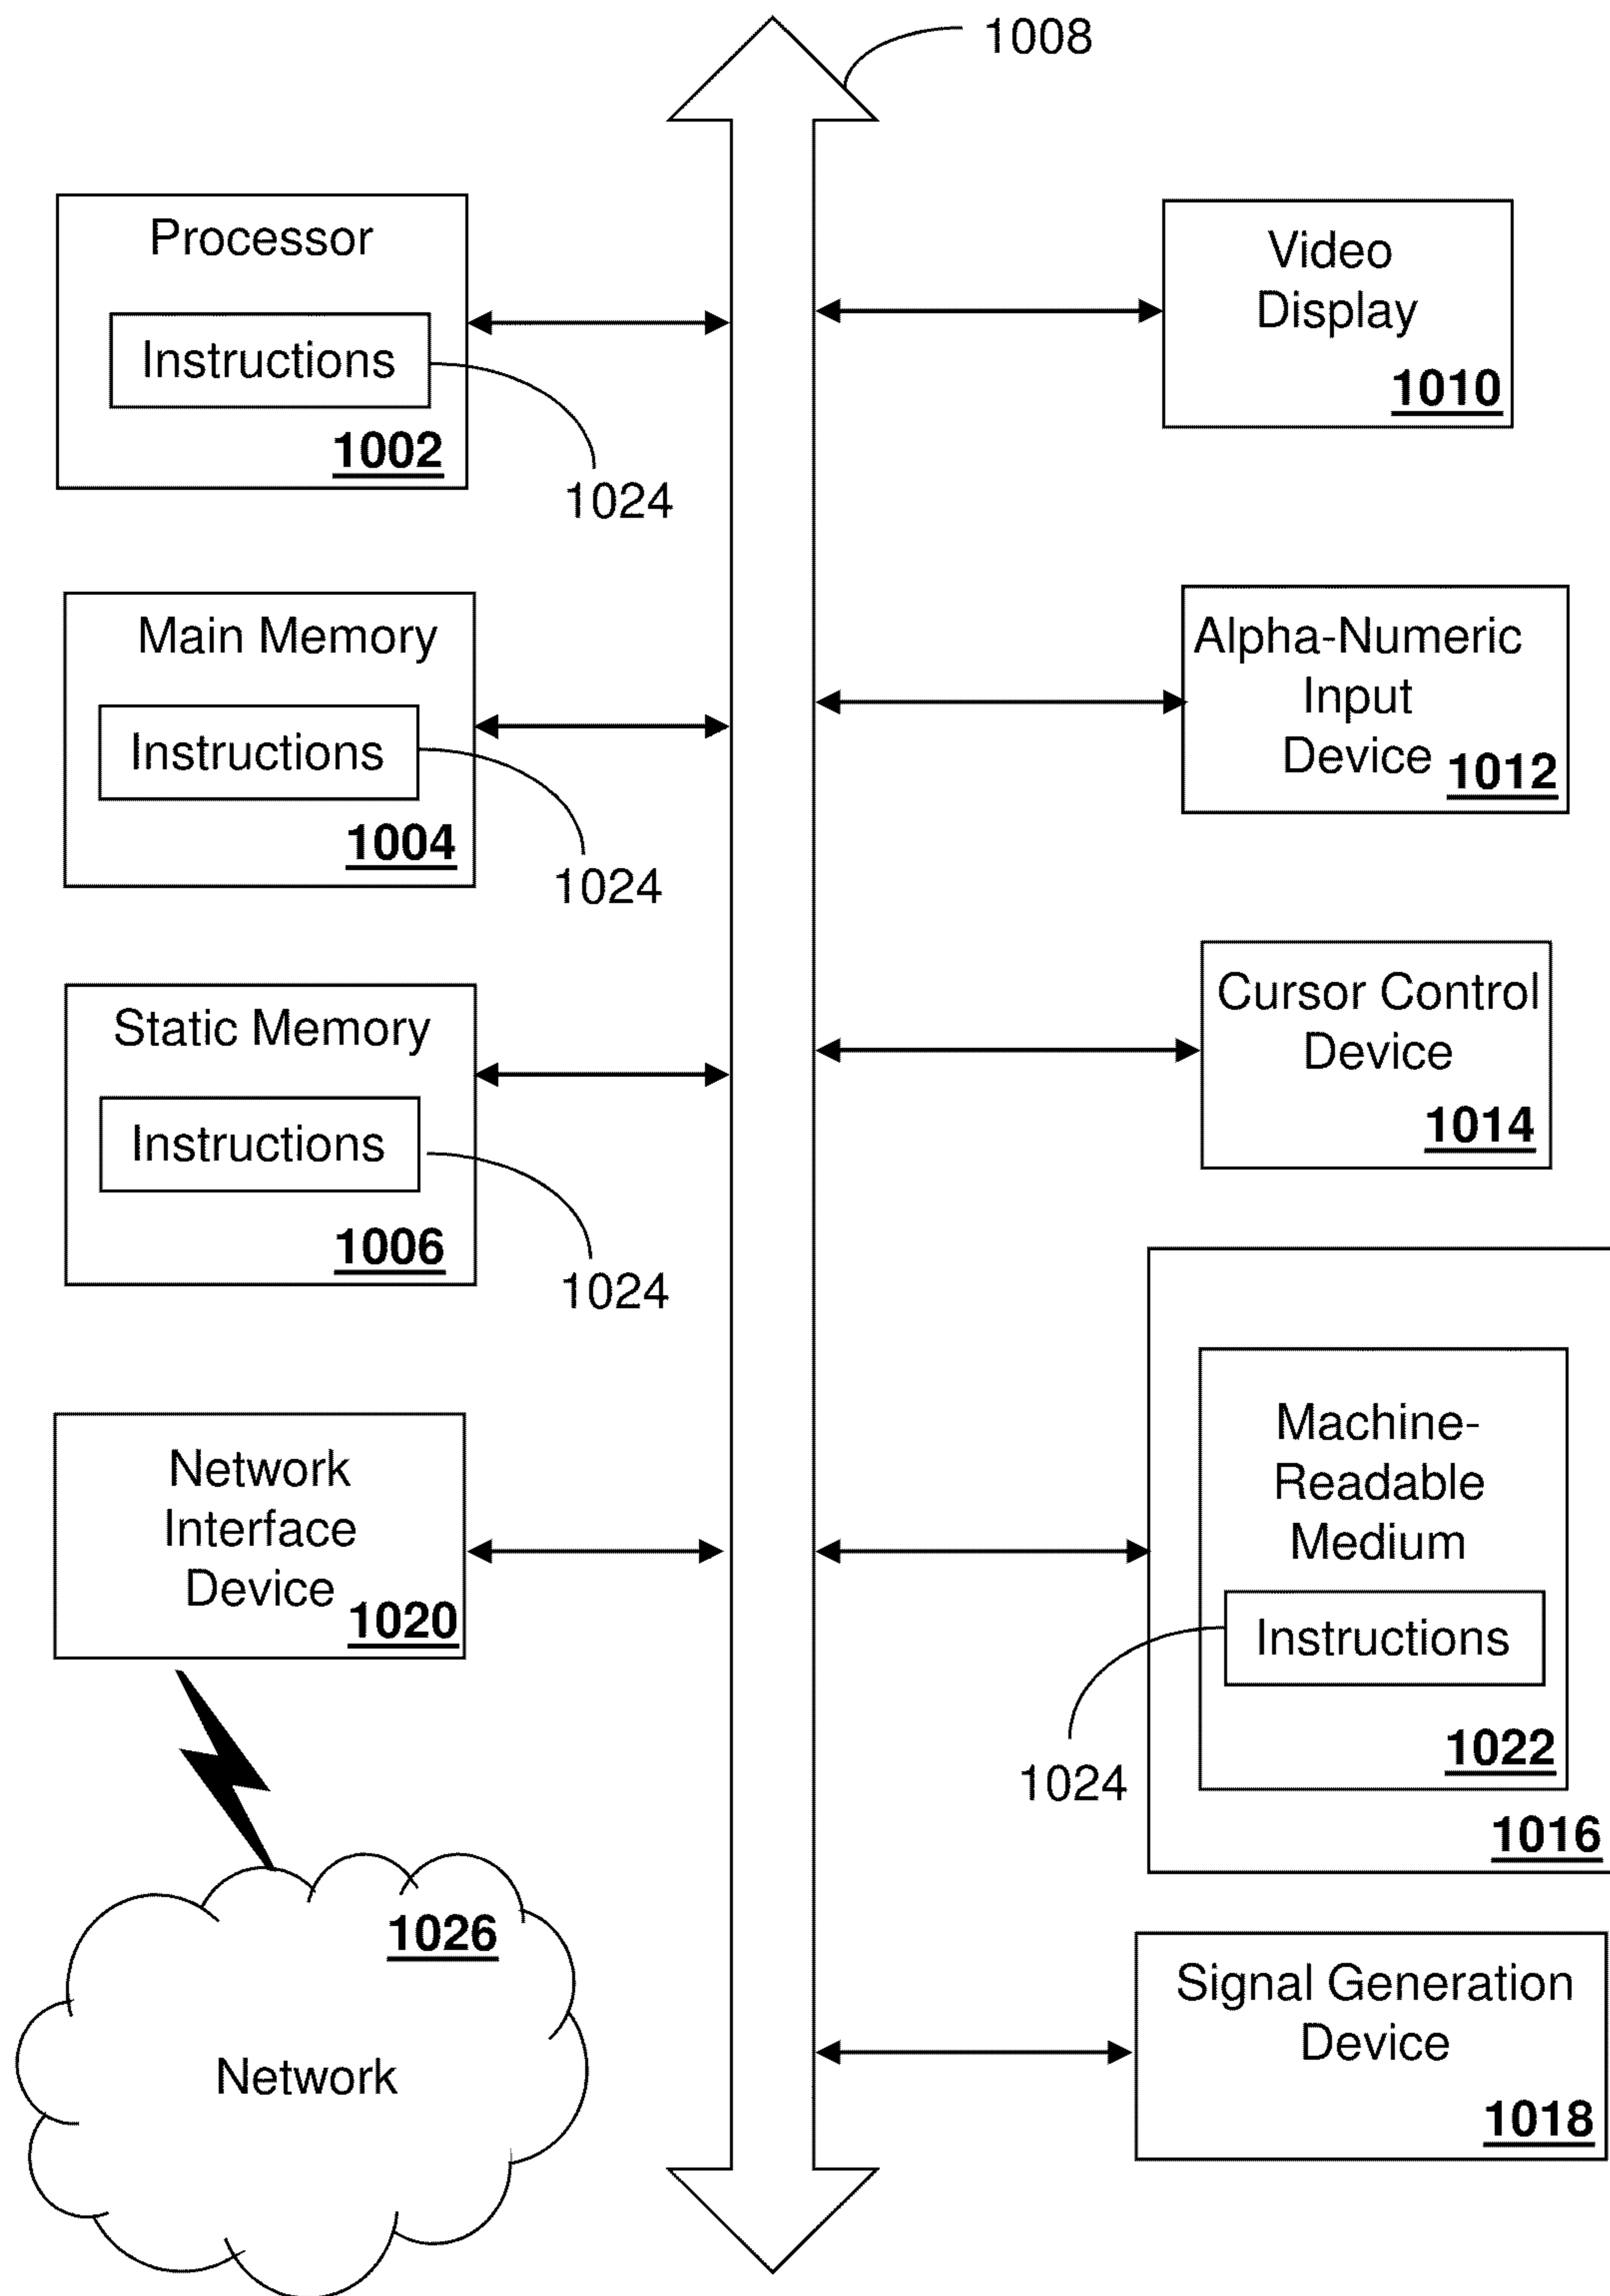 1008
Processor
Instructions
1002
1024
Main Memory
Instructions
1004
1024
Static Memory
Instructions
1006
1024
Network
Interface
Device
1020
1026
Network
Video
Display
1010
Alpha-Numeric
Input
Device
1012
Cursor Control
Device
1014
Machine-
Readable
Medium
Instructions
1022
1024
1016
Signal Generation
Device
1018